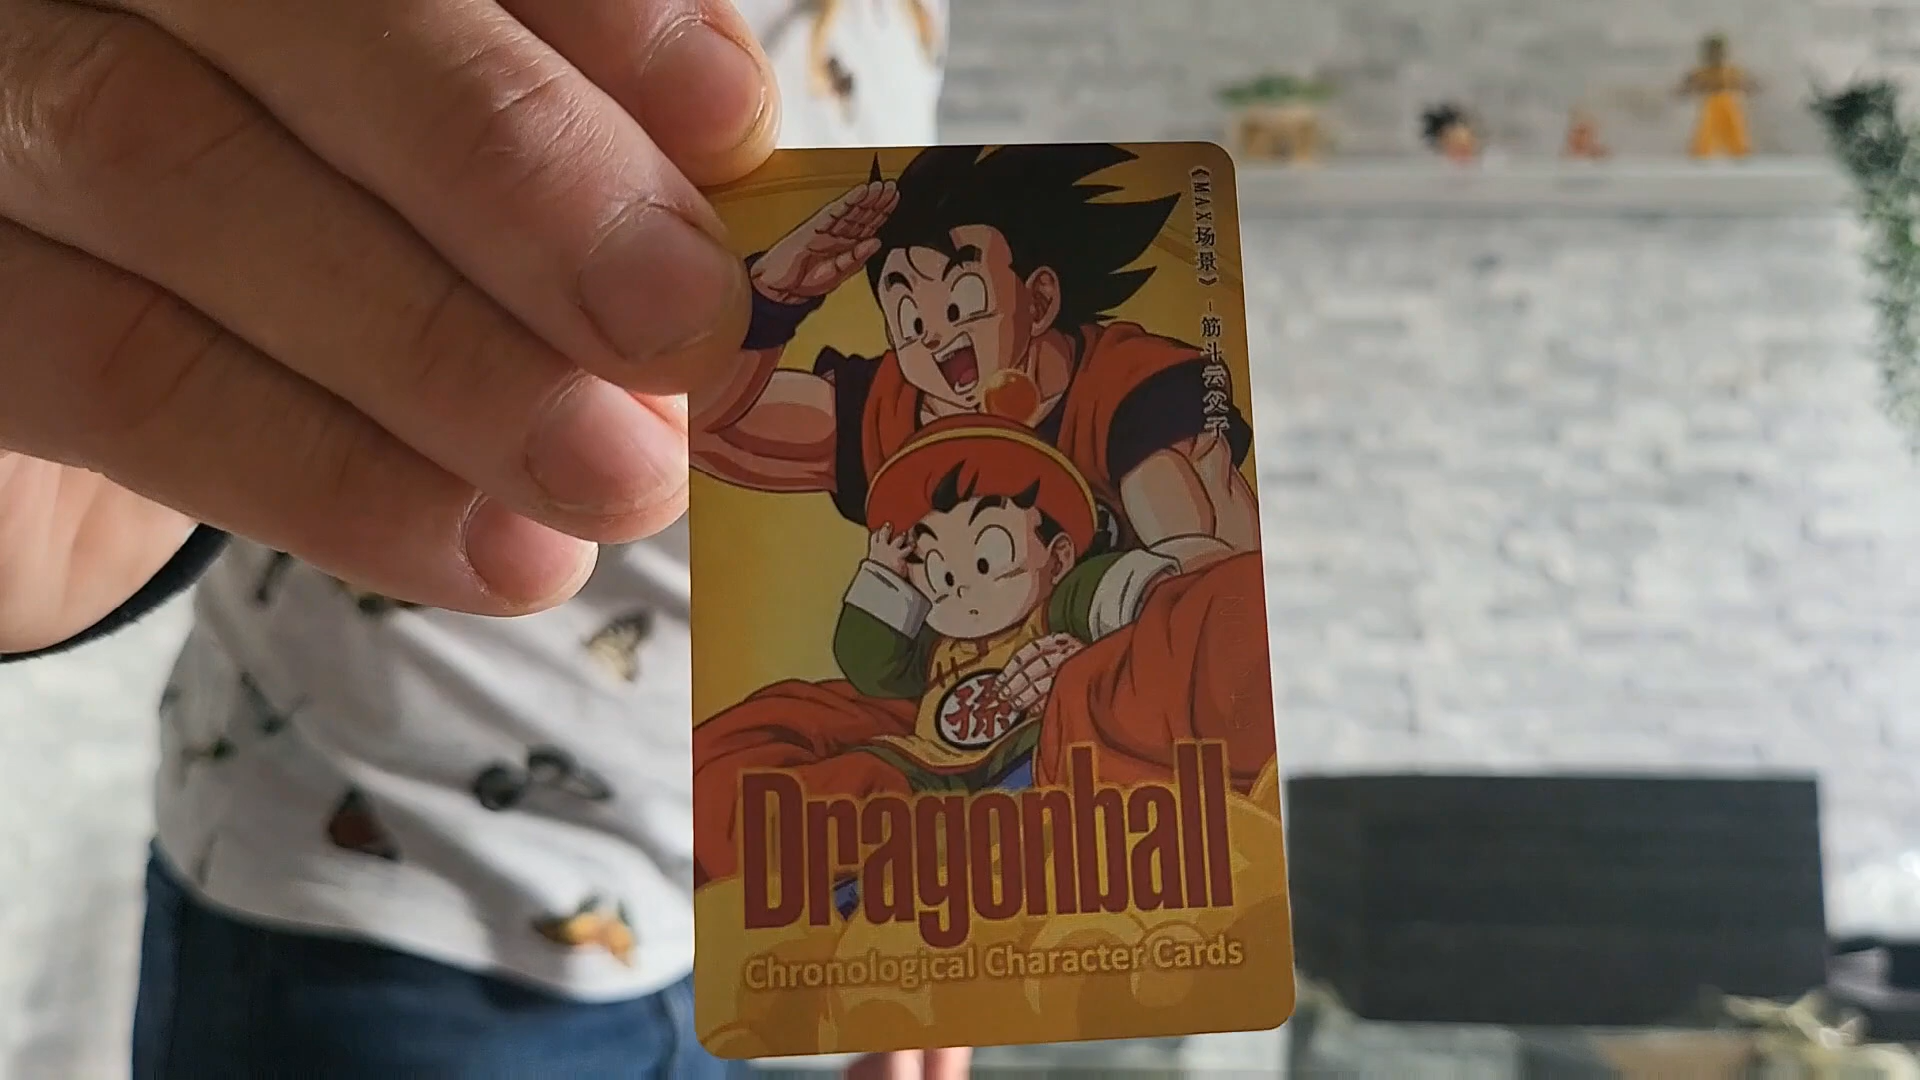 《MAX场景》-筋斗云父子
孫
Dragonball
Chronological Character Cards